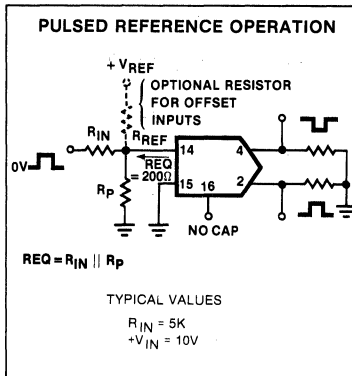 PULSED REFERENCE OPERATION
+ VREF
OPTIONAL RESISTOR
FOR OFFSET
INPUTS
RIN
RREF
0V
REQ
= 200Ω
14
4
RP
15
16
2
NO CAP
REQ = RIN || RP
TYPICAL VALUES
RIN = 5K
+VIN = 10V